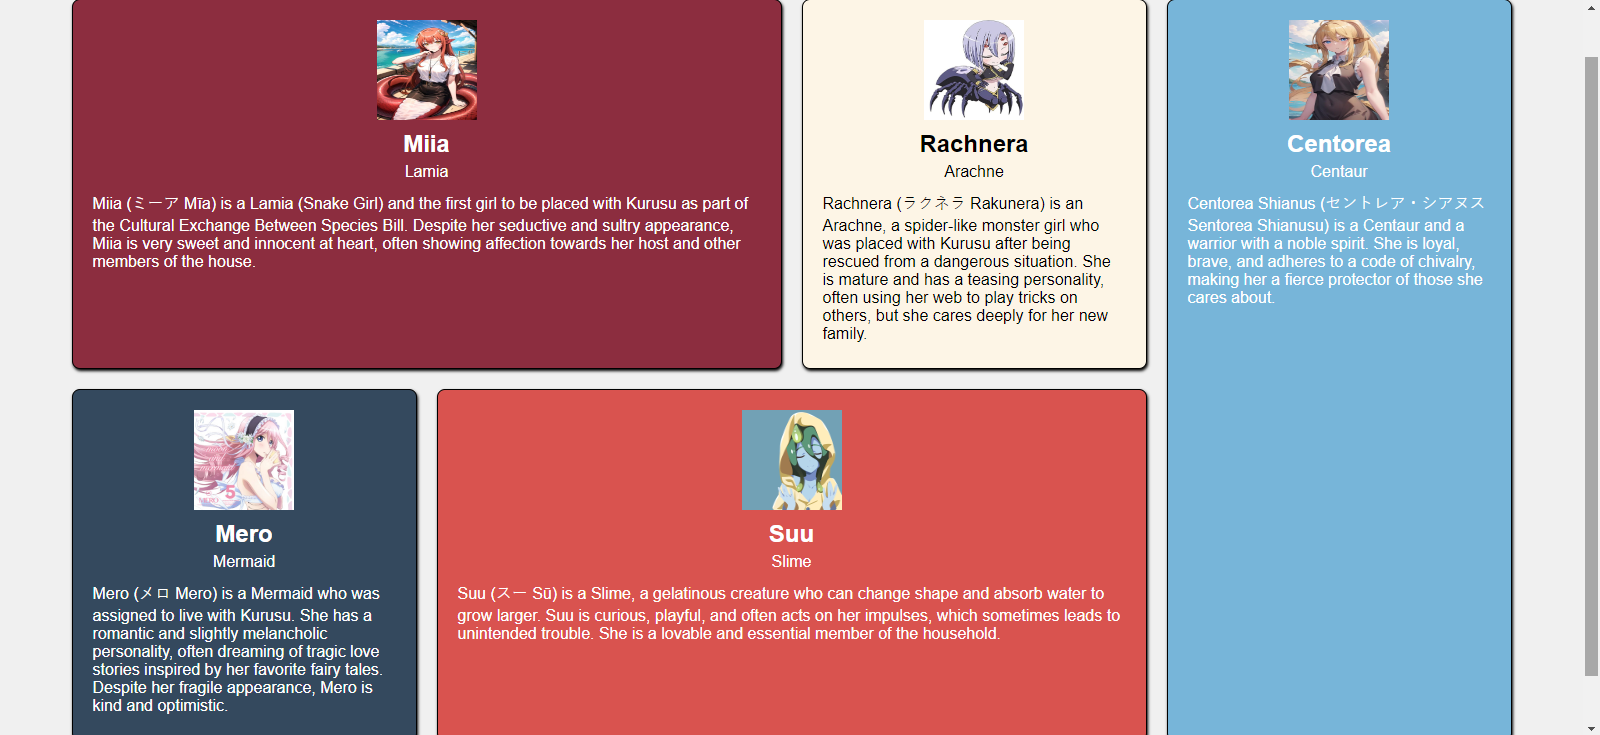 Miia
Lamia
Miia (ミーア Mīa) is a Lamia (Snake Girl) and the first girl to be placed with Kurusu as part of
the Cultural Exchange Between Species Bill. Despite her seductive and sultry appearance,
Miia is very sweet and innocent at heart, often showing affection towards her host and other
members of the house.
Rachnera
Arachne
Rachnera (ラクネラ Rakunera) is an
Arachne, a spider-like monster girl who
was placed with Kurusu after being
rescued from a dangerous situation. She
is mature and has a teasing personality,
often using her web to play tricks on
others, but she cares deeply for her new
family.
Centorea
Centaur
Centorea Shianus (セントレア・シアヌス
Sentorea Shianusu) is a Centaur and a
warrior with a noble spirit. She is loyal,
brave, and adheres to a code of chivalry,
making her a fierce protector of those she
cares about.
5
Mero
Mermaid
Mero (メロ Mero) is a Mermaid who was
assigned to live with Kurusu. She has a
romantic and slightly melancholic
personality, often dreaming of tragic love
stories inspired by her favorite fairy tales.
Despite her fragile appearance, Mero is
kind and optimistic.
Suu
Slime
Suu (スー Sū) is a Slime, a gelatinous creature who can change shape and absorb water to
grow larger. Suu is curious, playful, and often acts on her impulses, which sometimes leads to
unintended trouble. She is a lovable and essential member of the household.